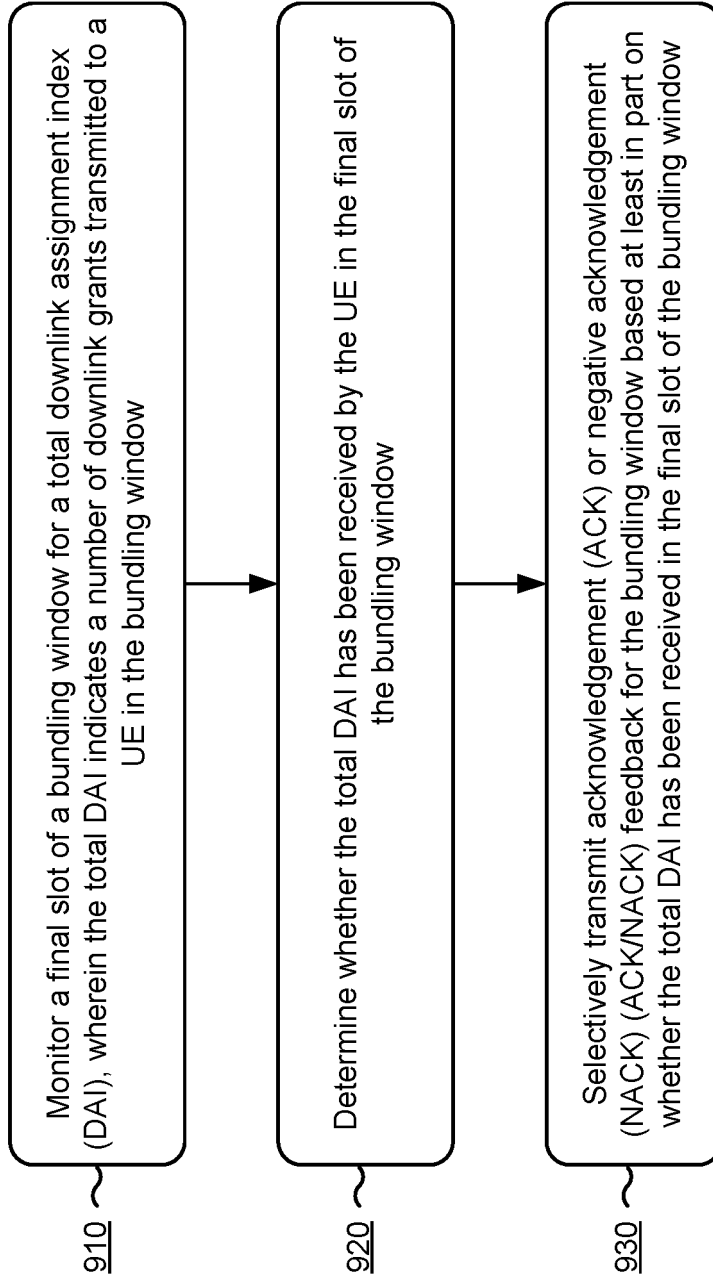 910
Monitor a final slot of a bundling window for a total downlink assignment index
(DAI), wherein the total DAI indicates a number of downlink grants transmitted to a
UE in the bundling window
920
Determine whether the total DAI has been received by the UE in the final slot of
the bundling window
930
Selectively transmit acknowledgement (ACK) or negative acknowledgement
(NACK) (ACK/NACK) feedback for the bundling window based at least in part on
whether the total DAI has been received in the final slot of the bundling window